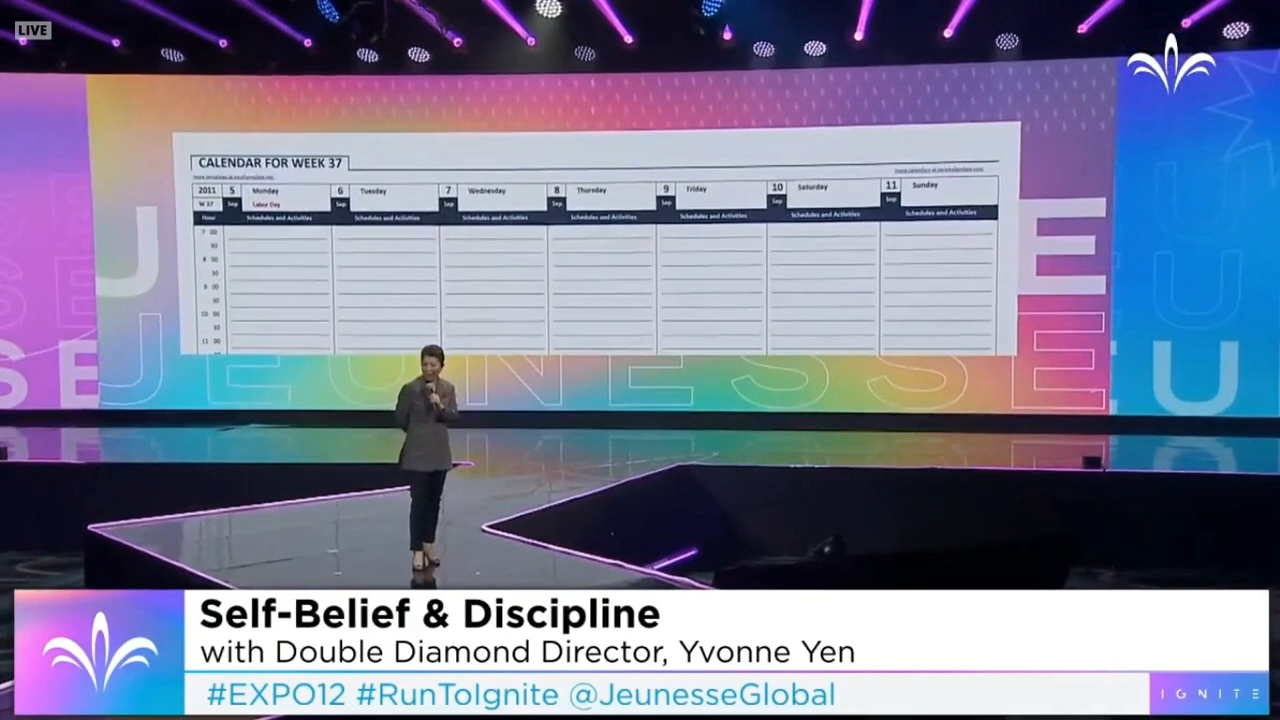 LIVE
CALENDAR FOR WEEK 37
2011 5 Monday 6 Tuesday 7 Wednesday 8 Thursday 9 Friday 10 Saturday 11 Sunday
W 37 Sep Labor Day Sep Sep Sep Sep Sep Sep
Hour Schedules and Activities Schedules and Activities Schedules and Activities Schedules and Activities Schedules and Activities Schedules and Activities Schedules and Activities
7 00
30
8 00
30
9 00
30
10 00
30
11 00
J E
SE JEUNESSE U
Self-Belief & Discipline
with Double Diamond Director, Yvonne Yen
#EXPO12 #RunToIgnite @JeunesseGlobal
IGNITE